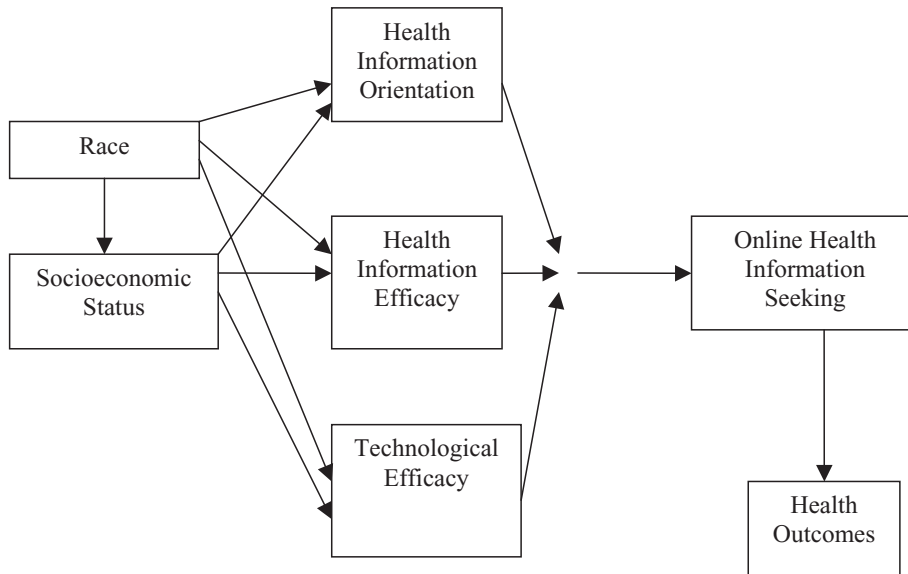 Health
Information
Orientation
Race
Socioeconomic
Status
Health
Information
Efficacy
Online Health
Information
Seeking
Technological
Efficacy
Health
Outcomes